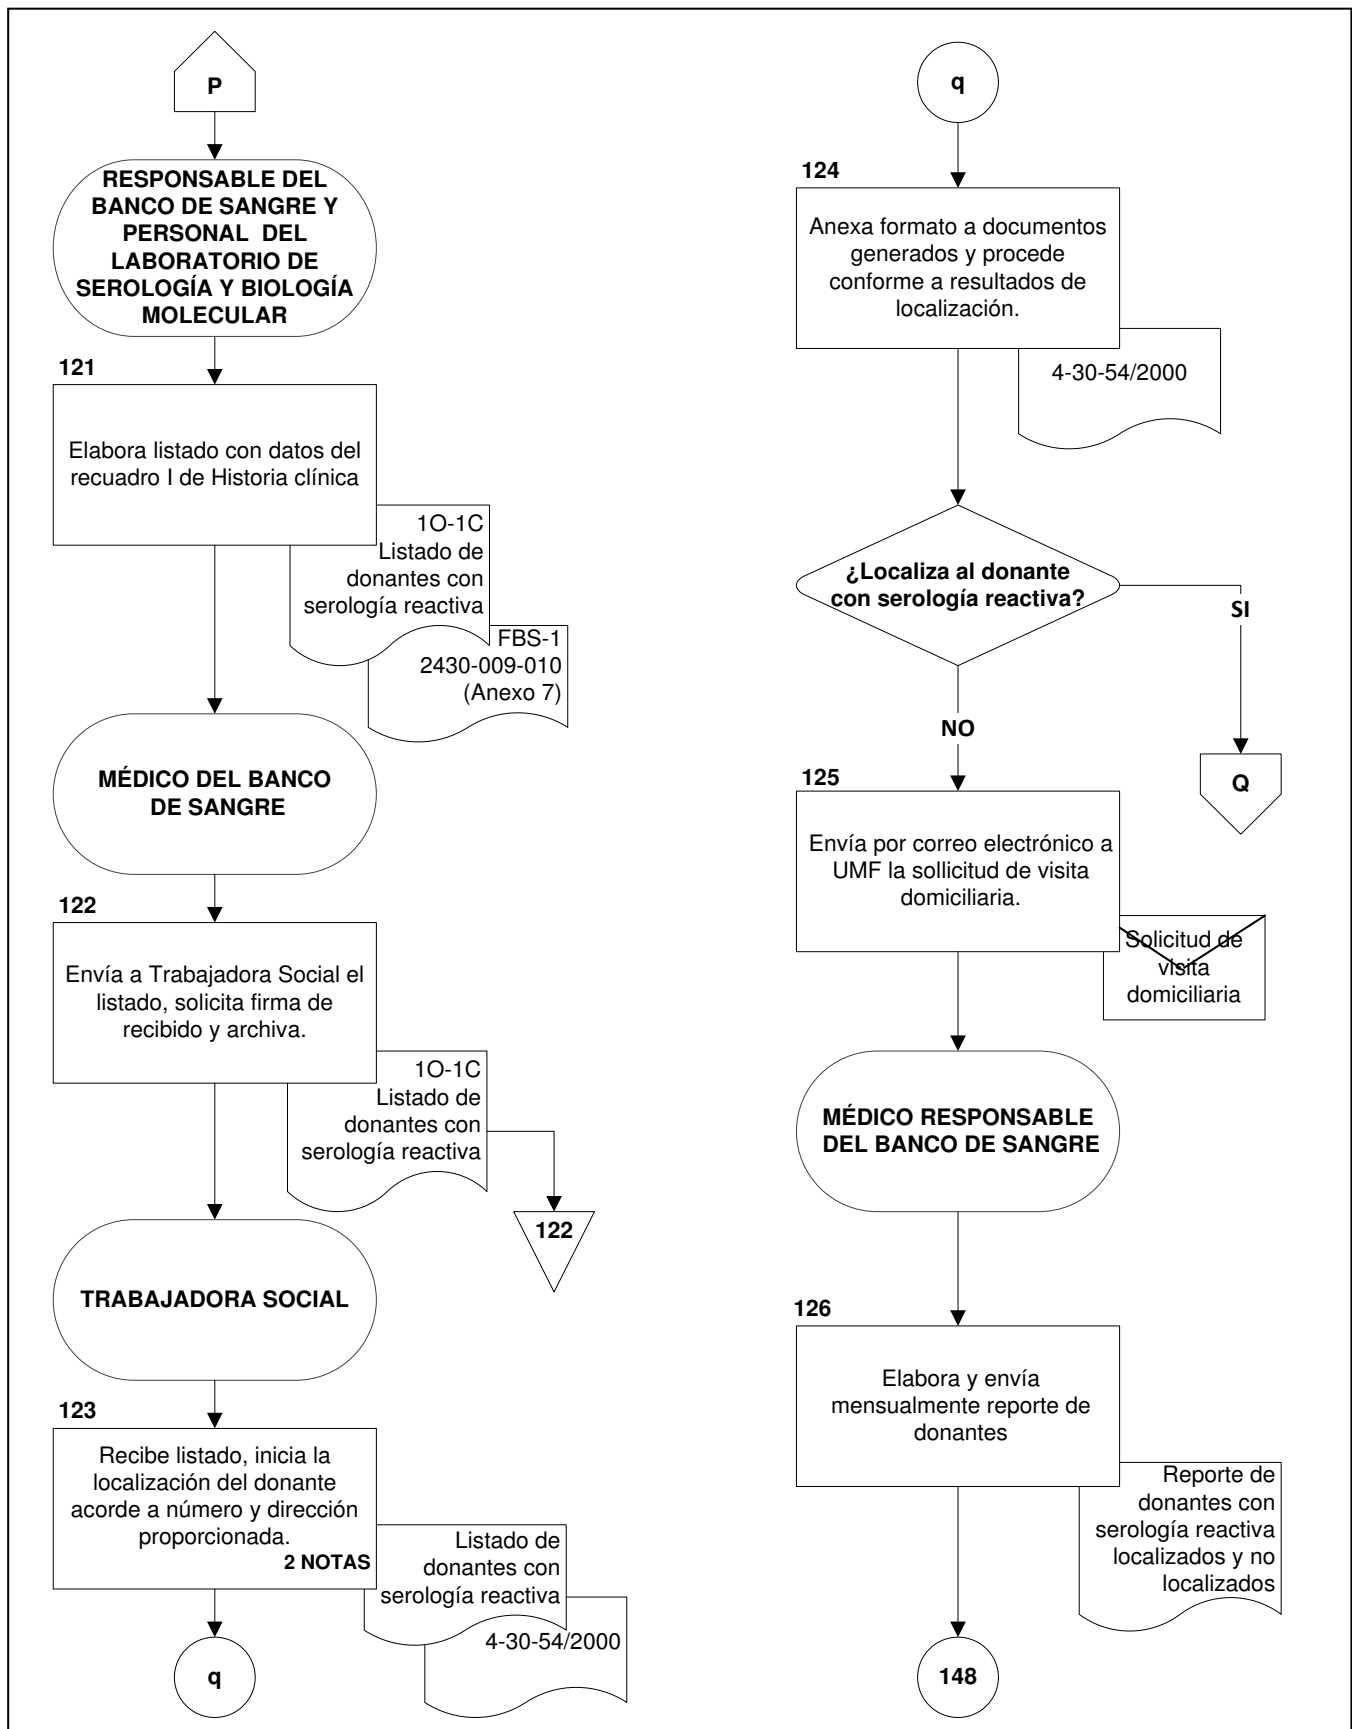 P
RESPONSABLE DEL
BANCO DE SANGRE Y
PERSONAL DEL
LABORATORIO DE
SEROLOGÍA Y BIOLOGÍA
MOLECULAR
121
Elabora listado con datos del
recuadro I de Historia clínica
1O-1C
Listado de
donantes con
serología reactiva
FBS-1
2430-009-010
(Anexo 7)
MÉDICO DEL BANCO
DE SANGRE
122
Envía a Trabajadora Social el
listado, solicita firma de
recibido y archiva.
1O-1C
Listado de
donantes con
serología reactiva
122
TRABAJADORA SOCIAL
123
Recibe listado, inicia la
localización del donante
acorde a número y dirección
proporcionada.
2 NOTAS
Listado de
donantes con
serología reactiva
4-30-54/2000
q
q
124
Anexa formato a documentos
generados y procede
conforme a resultados de
localización.
4-30-54/2000
¿Localiza al donante
con serología reactiva?
SI
Q
NO
125
Envía por correo electrónico a
UMF la sollicitud de visita
domiciliaria.
Solicitud de
visita
domiciliaria
MÉDICO RESPONSABLE
DEL BANCO DE SANGRE
126
Elabora y envía
mensualmente reporte de
donantes
Reporte de
donantes con
serología reactiva
localizados y no
localizados
148